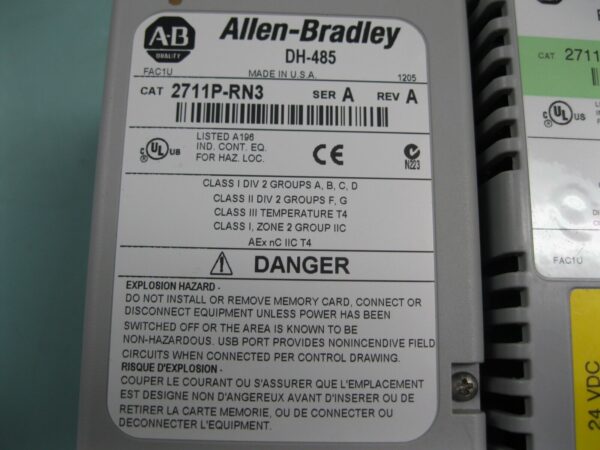 A-B
QUALITY
Allen-Bradley
DH-485
FAC1U MADE IN U.S.A. 1205
CAT 2711P-RN3 SER A REV A
LISTED A196
IND. CONT. EQ.
FOR HAZ. LOC.
C UL US UB
CE
N223
CLASS I DIV 2 GROUPS A, B, C, D
CLASS II DIV 2 GROUPS F, G
CLASS III TEMPERATURE T4
CLASS I, ZONE 2 GROUP IIC
AEx nC IIC T4
DANGER
EXPLOSION HAZARD -
DO NOT INSTALL OR REMOVE MEMORY CARD, CONNECT OR
DISCONNECT EQUIPMENT UNLESS POWER HAS BEEN
SWITCHED OFF OR THE AREA IS KNOWN TO BE
NON-HAZARDOUS. USB PORT PROVIDES NONINCENDIVE FIELD
CIRCUITS WHEN CONNECTED PER CONTROL DRAWING.
RISQUE D'EXPLOSION -
COUPER LE COURANT OU S'ASSURER QUE L'EMPLACEMENT
EST DESIGNE NON DANGEREUX AVANT D'INSERER OU DE
RETIRER LA CARTE MEMORIE, OU DE CONNECTER OU
DECONNECTER L'EQUIPMENT.
CAT 2711
C UL US
FAC1U
24 VDC